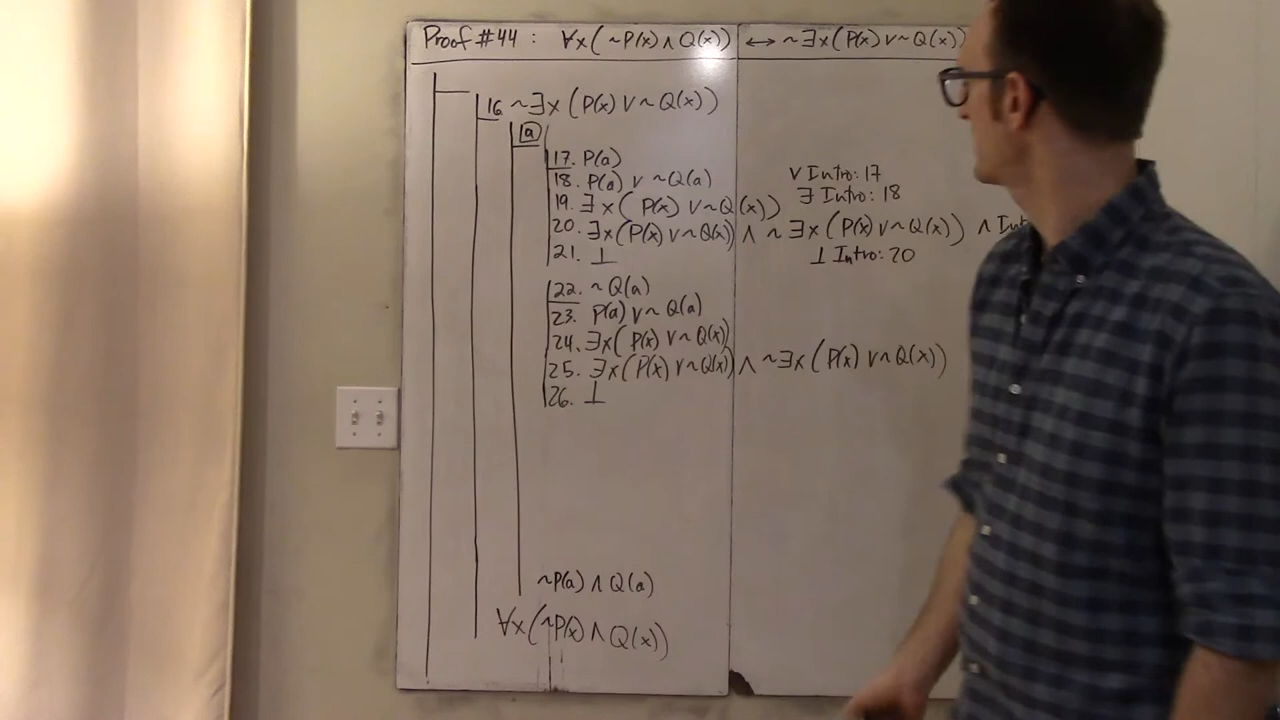 Proof #44 : ∀x(~P(x) ∧ Q(x)) ↔ ~∃x(P(x) ∨ ~Q(x))
16. ~∃x(P(x) ∨ ~Q(x))
a
17. P(a)
18. P(a) ∨ ~Q(a) ∨ Intro: 17
19. ∃x(P(x) ∨ ~Q(x)) ∃ Intro: 18
20. ∃x(P(x) ∨ ~Q(x)) ∧ ~∃x(P(x) ∨ ~Q(x)) ∧
21. ⊥ ⊥ Intro: 20
22. ~Q(a)
23. P(a) ∨ ~Q(a)
24. ∃x(P(x) ∨ ~Q(x))
25. ∃x(P(x) ∨ ~Q(x)) ∧ ~∃x(P(x) ∨ ~Q(x))
26. ⊥
~P(a) ∧ Q(a)
∀x(~P(x) ∧ Q(x))